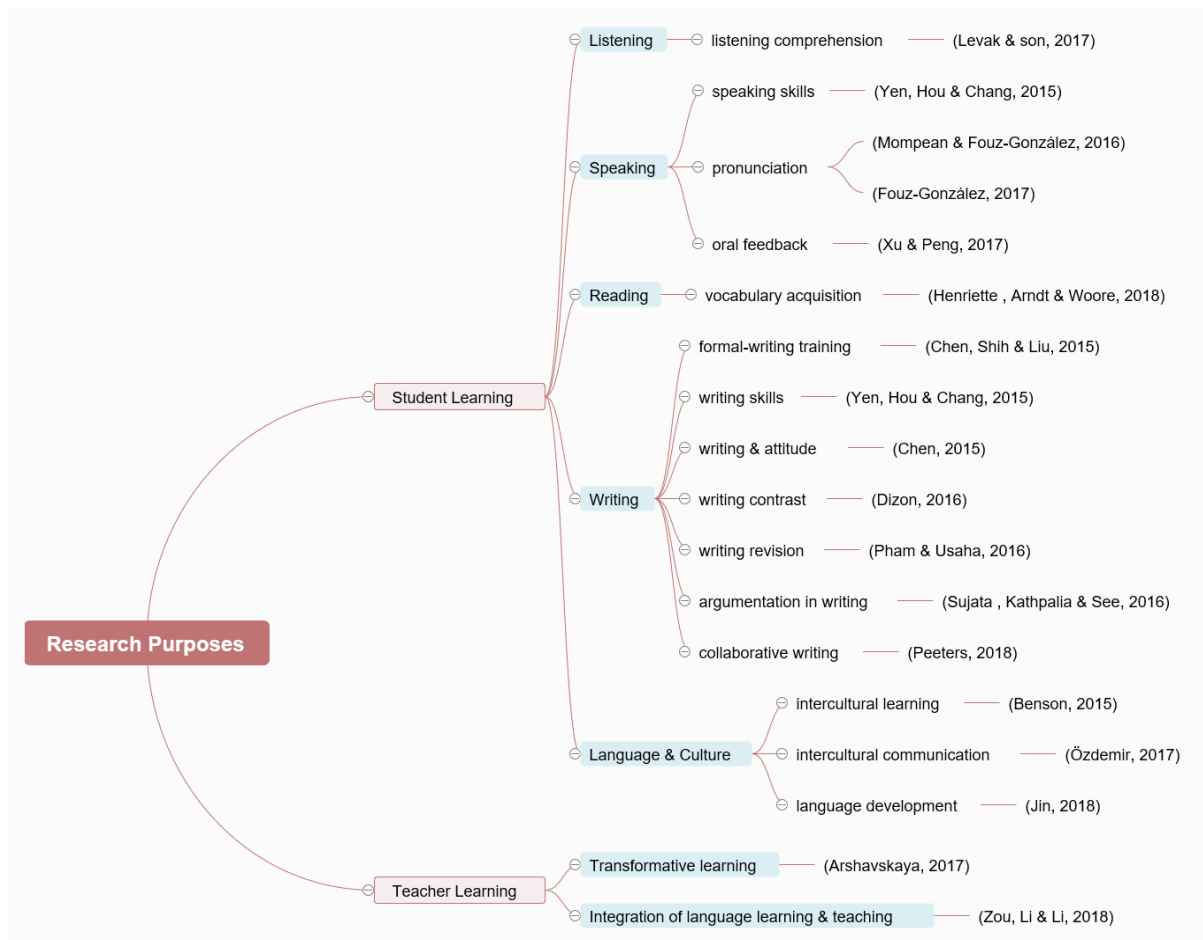 Listening
listening comprehension
(Levak & son, 2017)
speaking skills
(Yen, Hou & Chang, 2015)
Speaking
pronunciation
(Mompean & Fouz-González, 2016)
(Fouz-González, 2017)
oral feedback
(Xu & Peng, 2017)
Reading
vocabulary acquisition
(Henriette , Arndt & Woore, 2018)
Student Learning
formal-writing training
(Chen, Shih & Liu, 2015)
writing skills
(Yen, Hou & Chang, 2015)
writing & attitude
(Chen, 2015)
Writing
writing contrast
(Dizon, 2016)
writing revision
(Pham & Usaha, 2016)
argumentation in writing
(Sujata , Kathpalia & See, 2016)
collaborative writing
(Peeters, 2018)
Research Purposes
intercultural learning
(Benson, 2015)
Language & Culture
intercultural communication
(Özdemir, 2017)
language development
(Jin, 2018)
Teacher Learning
Transformative learning
(Arshavskaya, 2017)
Integration of language learning & teaching
(Zou, Li & Li, 2018)